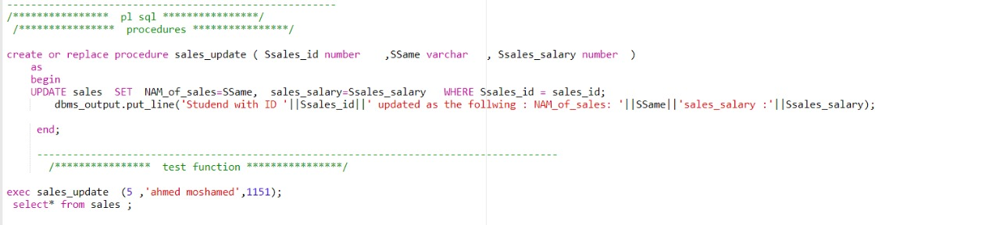 -------------------------------------------------------
/**************** pl sql ****************/
/**************** procedures ****************/
create or replace procedure sales_update ( Ssales_id number ,SSame varchar , Ssales_salary number )
as
begin
UPDATE sales SET NAM_of_sales=SSame, sales_salary=Ssales_salary WHERE Ssales_id = sales_id;
dbms_output.put_line('Studend with ID '||Ssales_id||' updated as the follwing : NAM_of_sales: '||SSame||'sales_salary :'||Ssales_salary);
end;
---------------------------------------------------------------------------------------
/**************** test function ****************/
exec sales_update (5 ,'ahmed moshamed',1151);
select* from sales ;